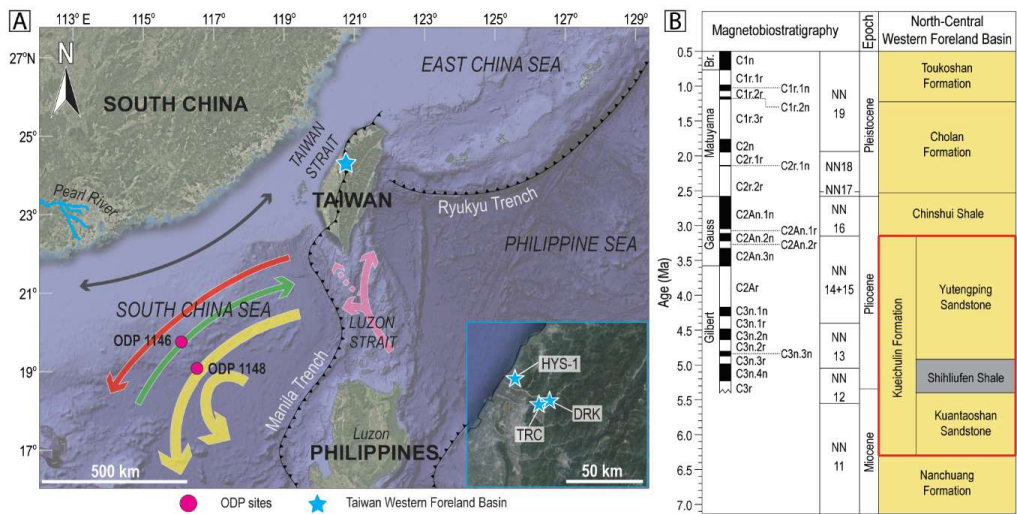 A
113°E
115°E
117°E
119°E
121°E
123°E
125°E
127°E
129°E
27°N
25°N
23°N
21°N
19°N
17°N
N
EAST CHINA SEA
SOUTH CHINA
TAIWAN
STRAIT
TAIWAN
Pearl River
Ryukyu Trench
PHILIPPINE SEA
SOUTH CHINA SEA
ODP 1146
ODP 1148
LUZON
STRAIT
Manila Trench
Luzon
PHILIPPINES
500 km
HYS-1
TRC
DRK
50 km
ODP sites
Taiwan Western Foreland Basin
B
Magnetobiostratigraphy
Epoch
North-Central
Western Foreland Basin
Age (Ma)
0.5
1.0
1.5
2.0
2.5
3.0
3.5
4.0
4.5
5.0
5.5
6.0
6.5
7.0
Br.
Matuyama
Gauss
Gilbert
C1n
C1r.1r
C1r.1n
C1r.2r
C1r.2n
C1r.3r
C2n
C2r.1r
C2r.1n
C2r.2r
C2An.1n
C2An.1r
C2An.2n
C2An.2r
C2An.3n
C2Ar
C3n.1n
C3n.1r
C3n.2n
C3n.2r
C3n.3n
C3n.3r
C3n.4n
C3r
NN
19
NN18
NN17
NN
16
NN
14+15
NN
13
NN
12
NN
11
Pleistocene
Pliocene
Miocene
Toukoshan
Formation
Cholan
Formation
Chinshui Shale
Kueichulin Formation
Yutengping
Sandstone
Shihliufen Shale
Kuantaoshan
Sandstone
Nanchuang
Formation